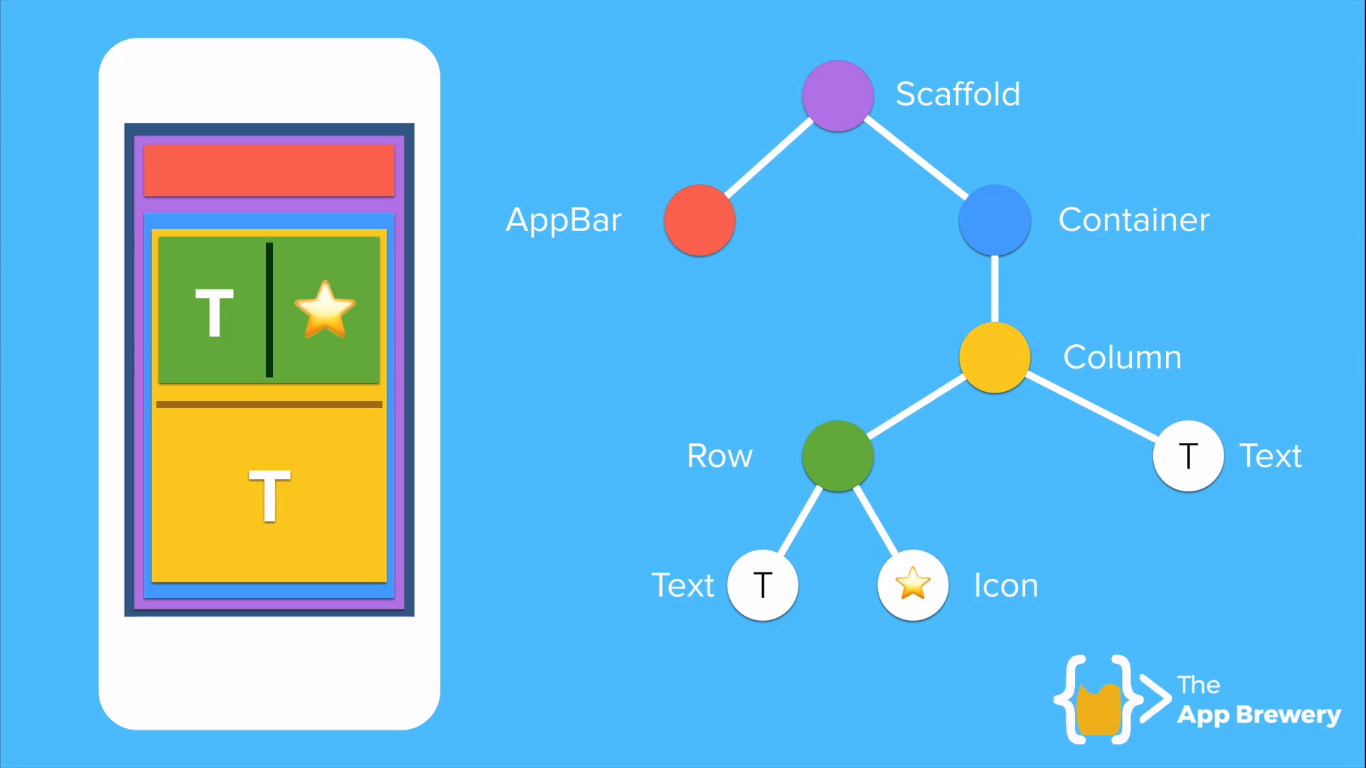 Scaffold
AppBar
Container
T
Column
Row
T Text
T
Text T Icon
The
App Brewery